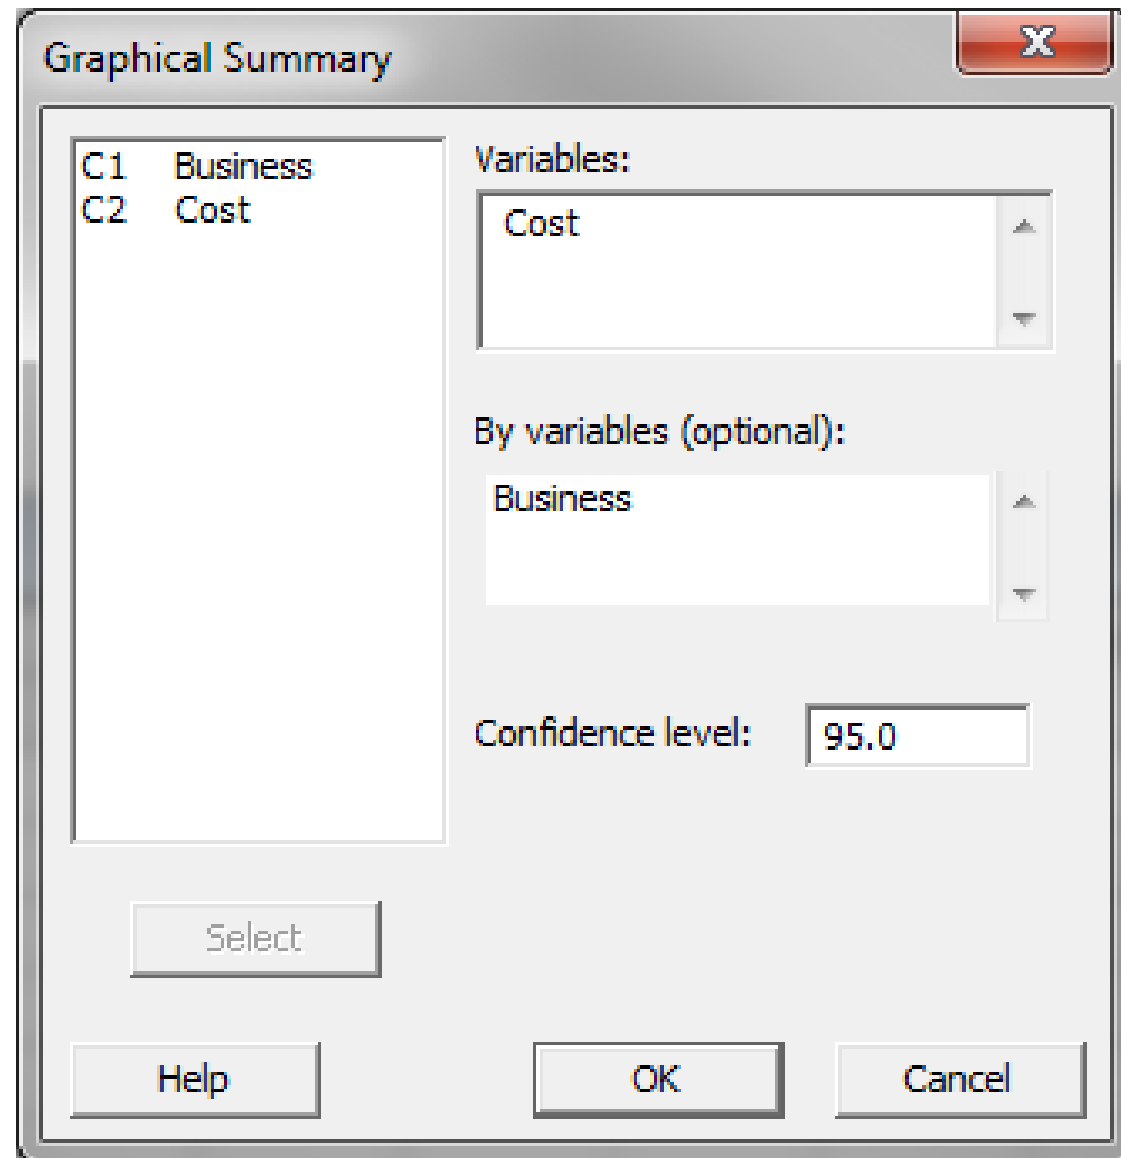 Graphical Summary
C1 Business
C2 Cost
Variables:
Cost
By variables (optional):
Business
Confidence level: 95.0
Select
Help OK Cancel